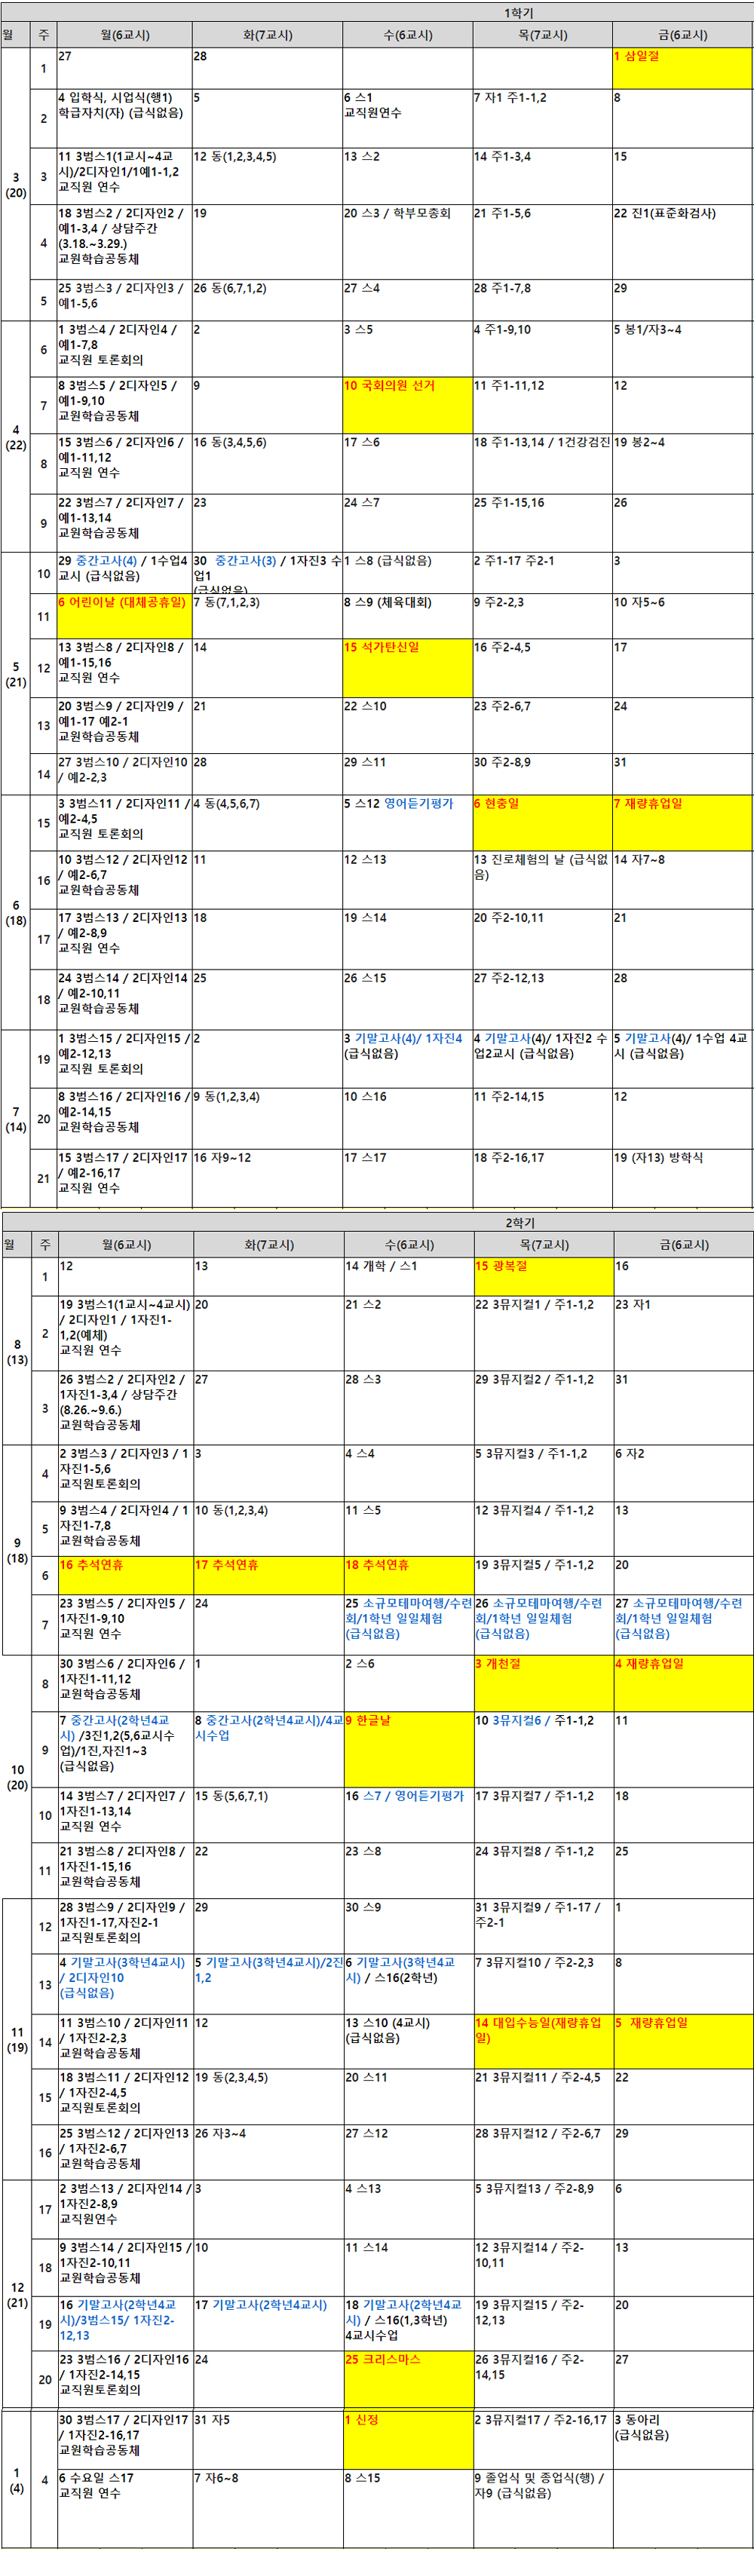 1학기
월 주 월(6교시) 화(7교시) 수(6교시) 목(7교시) 금(6교시)
3
(20)
1
27
28
1 삼일절
2
4 입학식, 시업식(행1)
학급자치(자) (급식없음)
5
6 스1
교직원연수
7 자1 주1-1,2
8
3
11 3범스1(1교시~4교
시)/2디자인1/1예1-1,2
교직원 연수
12 동(1,2,3,4,5)
13 스2
14 주1-3,4
15
4
18 3범스2 / 2디자인2 /
예1-3,4 / 상담주간
(3.18.~3.29.)
교원학습공동체
19
20 스3 / 학부모총회
21 주1-5,6
22 진1(표준화검사)
5
25 3범스3 / 2디자인3 /
예1-5,6
26 동(6,7,1,2)
27 스4
28 주1-7,8
29
4
(22)
6
1 3범스4 / 2디자인4 /
예1-7,8
교직원 토론회의
2
3 스5
4 주1-9,10
5 봉1/자3~4
7
8 3범스5 / 2디자인5 /
예1-9,10
교원학습공동체
9
10 국회의원 선거
11 주1-11,12
12
8
15 3범스6 / 2디자인6 /
예1-11,12
교직원 연수
16 동(3,4,5,6)
17 스6
18 주1-13,14 / 1건강검진
19 봉2~4
9
22 3범스7 / 2디자인7 /
예1-13,14
교원학습공동체
23
24 스7
25 주1-15,16
26
5
(21)
10
29 중간고사(4) / 1수업4
교시 (급식없음)
30 중간고사(3) / 1자진3 수
업1
(급식없음)
1 스8 (급식없음)
2 주1-17 주2-1
3
11
6 어린이날 (대체공휴일)
7 동(7,1,2,3)
8 스9 (체육대회)
9 주2-2,3
10 자5~6
12
13 3범스8 / 2디자인8 /
예1-15,16
교직원 연수
14
15 석가탄신일
16 주2-4,5
17
13
20 3범스9 / 2디자인9 /
예1-17 예2-1
교원학습공동체
21
22 스10
23 주2-6,7
24
14
27 3범스10 / 2디자인10
/ 예2-2,3
28
29 스11
30 주2-8,9
31
6
(18)
15
3 3범스11 / 2디자인11 /
예2-4,5
교직원 토론회의
4 동(4,5,6,7)
5 스12 영어듣기평가
6 현충일
7 재량휴업일
16
10 3범스12 / 2디자인12
/ 예2-6,7
교원학습공동체
11
12 스13
13 진로체험의 날 (급식없
음)
14 자7~8
17
17 3범스13 / 2디자인13
/ 예2-8,9
교직원 연수
18
19 스14
20 주2-10,11
21
18
24 3범스14 / 2디자인14
/ 예2-10,11
교원학습공동체
25
26 스15
27 주2-12,13
28
7
(14)
19
1 3범스15 / 2디자인15 /
예2-12,13
교직원 토론회의
2
3 기말고사(4)/ 1자진4
(급식없음)
4 기말고사(4)/ 1자진2 수
업2교시 (급식없음)
5 기말고사(4)/ 1수업 4교
시 (급식없음)
20
8 3범스16 / 2디자인16 /
예2-14,15
교원학습공동체
9 동(1,2,3,4)
10 스16
11 주2-14,15
12
21
15 3범스17 / 2디자인17
/ 예2-16,17
교직원 연수
16 자9~12
17 스17
18 주2-16,17
19 (자13) 방학식
2학기
월 주 월(6교시) 화(7교시) 수(6교시) 목(7교시) 금(6교시)
8
(13)
1
12
13
14 개학 / 스1
15 광복절
16
2
19 3범스1(1교시~4교시)
/ 2디자인1 / 1자진1-
1,2(예체)
교직원 연수
20
21 스2
22 3뮤지컬1 / 주1-1,2
23 자1
3
26 3범스2 / 2디자인2 /
1자진1-3,4 / 상담주간
(8.26.~9.6.)
교원학습공동체
27
28 스3
29 3뮤지컬2 / 주1-1,2
31
9
(18)
4
2 3범스3 / 2디자인3 / 1
자진1-5,6
교직원토론회의
3
4 스4
5 3뮤지컬3 / 주1-1,2
6 자2
5
9 3범스4 / 2디자인4 / 1
자진1-7,8
교원학습공동체
10 동(1,2,3,4)
11 스5
12 3뮤지컬4 / 주1-1,2
13
6
16 추석연휴
17 추석연휴
18 추석연휴
19 3뮤지컬5 / 주1-1,2
20
7
23 3범스5 / 2디자인5 /
1자진1-9,10
교직원 연수
24
25 소규모테마여행/수련
회/1학년 일일체험
(급식없음)
26 소규모테마여행/수련
회/1학년 일일체험
(급식없음)
27 소규모테마여행/수련
회/1학년 일일체험
(급식없음)
10
(20)
8
30 3범스6 / 2디자인6 /
1자진1-11,12
교원학습공동체
1
2 스6
3 개천절
4 재량휴업일
9
7 중간고사(2학년4교
시) /3진1,2(5,6교시수
업)/1진,자진1~3
(급식없음)
8 중간고사(2학년4교시)/4교
시수업
9 한글날
10 3뮤지컬6 / 주1-1,2
11
10
14 3범스7 / 2디자인7 /
1자진1-13,14
교직원 연수
15 동(5,6,7,1)
16 스7 / 영어듣기평가
17 3뮤지컬7 / 주1-1,2
18
11
21 3범스8 / 2디자인8 /
1자진1-15,16
교원학습공동체
22
23 스8
24 3뮤지컬8 / 주1-1,2
25
11
(19)
12
28 3범스9 / 2디자인9 /
1자진1-17,자진2-1
교직원토론회의
29
30 스9
31 3뮤지컬9 / 주1-17 /
주2-1
1
13
4 기말고사(3학년4교시)
/ 2디자인10
(급식없음)
5 기말고사(3학년4교시)/2진
1,2
6 기말고사(3학년4교
시) / 스16(2학년)
7 3뮤지컬10 / 주2-2,3
8
14
11 3범스10 / 2디자인11
/ 1자진2-2,3
교원학습공동체
12
13 스10 (4교시)
(급식없음)
14 대입수능일(재량휴업
일)
5 재량휴업일
15
18 3범스11 / 2디자인12
/ 1자진2-4,5
교직원토론회의
19 동(2,3,4,5)
20 스11
21 3뮤지컬11 / 주2-4,5
22
16
25 3범스12 / 2디자인13
/ 1자진2-6,7
교원학습공동체
26 자3~4
27 스12
28 3뮤지컬12 / 주2-6,7
29
12
(21)
17
2 3범스13 / 2디자인14 /
1자진2-8,9
교직원연수
3
4 스13
5 3뮤지컬13 / 주2-8,9
6
18
9 3범스14 / 2디자인15 /
1자진2-10,11
교원학습공동체
10
11 스14
12 3뮤지컬14 / 주2-
10,11
13
19
16 기말고사(2학년4교
시)/3범스15/ 1자진2-
12,13
17 기말고사(2학년4교시)
18 기말고사(2학년4교
시) / 스16(1,3학년)
4교시수업
19 3뮤지컬15 / 주2-
12,13
20
20
23 3범스16 / 2디자인16
/ 1자진2-14,15
교직원토론회의
24
25 크리스마스
26 3뮤지컬16 / 주2-
14,15
27
1
(4)
4
30 3범스17 / 2디자인17
/ 1자진2-16,17
교원학습공동체
31 자5
1 신정
2 3뮤지컬17 / 주2-16,17
3 동아리
(급식없음)
6 수요일 스17
교직원 연수
7 자6~8
8 스15
9 졸업식 및 종업식(행) /
자9 (급식없음)